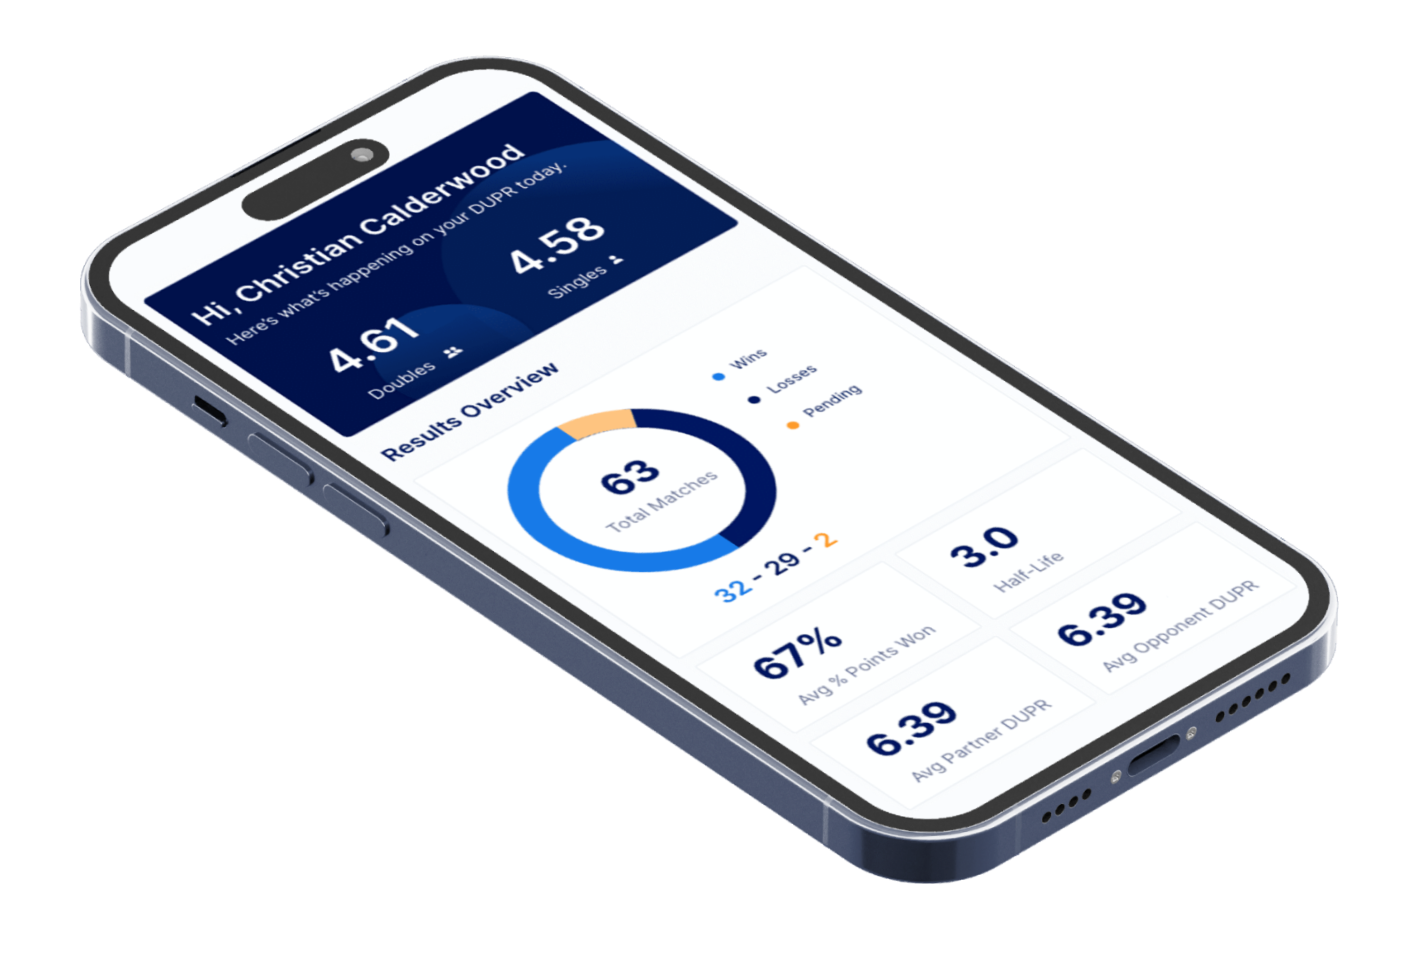 Hi, Christian Calderwood
Here's what's happening on your DUPR today.
4.61
Doubles
4.58
Singles
Results Overview
63
Total Matches
Wins
Losses
Pending
32 - 29 - 2
67%
Avg % Points Won
3.0
Half-Life
6.39
Avg Partner DUPR
6.39
Avg Opponent DUPR